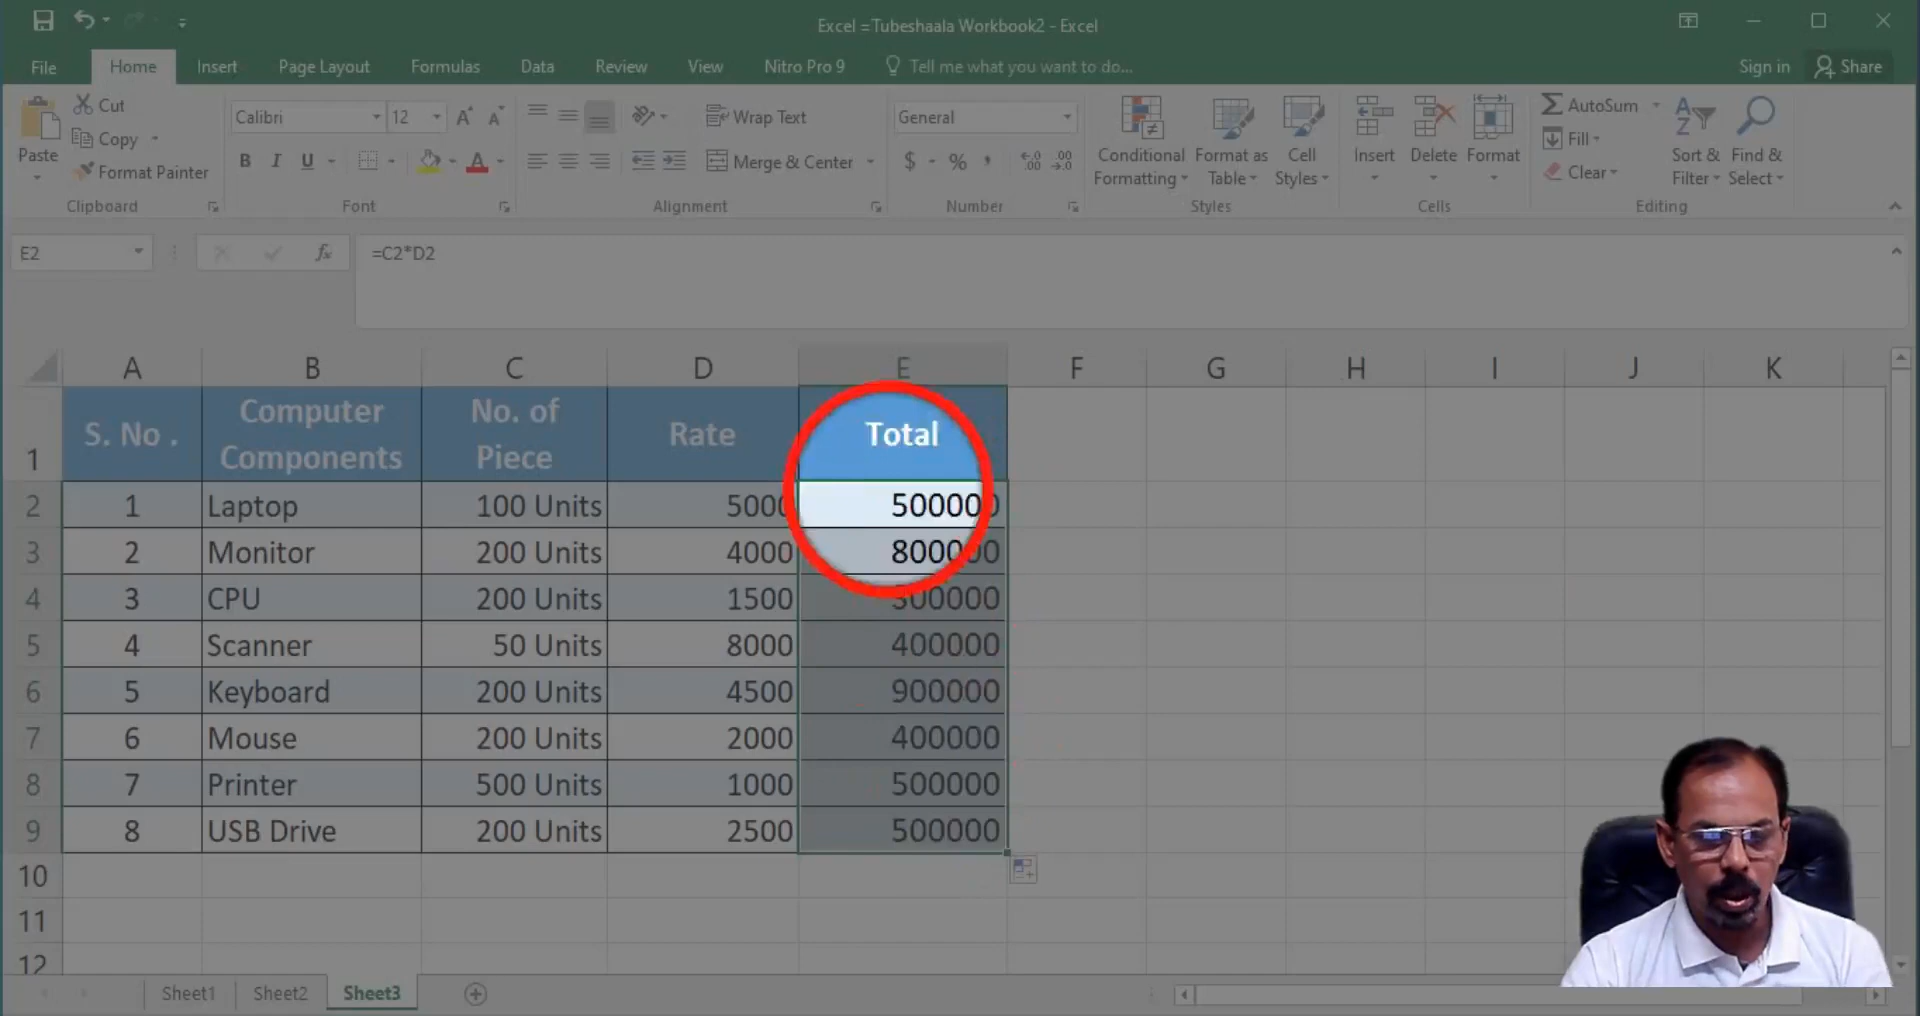 Excel =Tubeshaala Workbook2 - Excel
File Home Insert Page Layout Formulas Data Review View Nitro Pro 9 Tell me what you want to do... Sign in Share
Paste
Cut
Copy
Format Painter
Clipboard
Calibri 12
B I U
Font
Wrap Text
Merge & Center
Alignment
General
$ % ,
Number
Conditional Formatting
Format as Table
Cell Styles
Styles
Insert Delete Format
Cells
AutoSum
Fill
Clear
Sort & Filter
Find & Select
Editing
E2 fx =C2*D2
A B C D E F G H I J K
1 S. No . Computer Components No. of Piece Rate Total
2 1 Laptop 100 Units 5000 500000
3 2 Monitor 200 Units 4000 800000
4 3 CPU 200 Units 1500 300000
5 4 Scanner 50 Units 8000 400000
6 5 Keyboard 200 Units 4500 900000
7 6 Mouse 200 Units 2000 400000
8 7 Printer 500 Units 1000 500000
9 8 USB Drive 200 Units 2500 500000
10
11
12
Sheet1 Sheet2 Sheet3